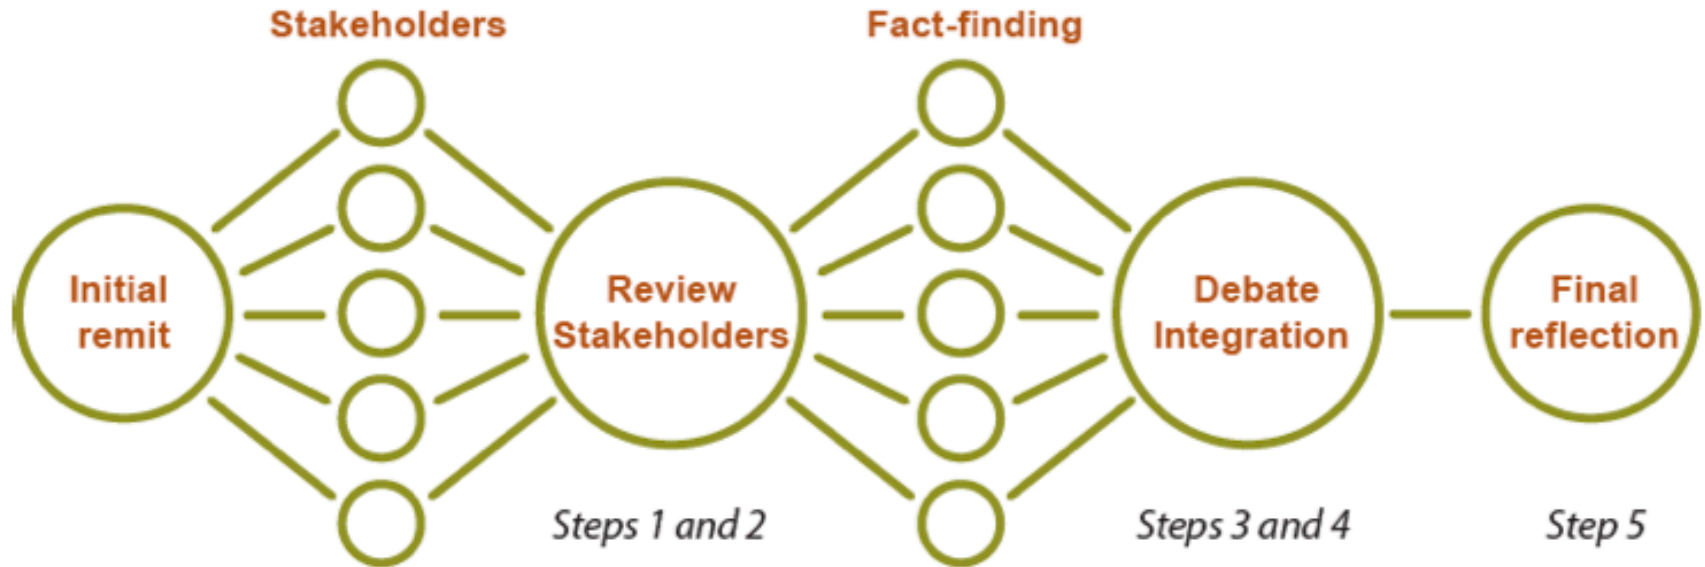 Stakeholders
Fact-finding
Initial
remit
Review
Stakeholders
Debate
Integration
Final
reflection
Steps 1 and 2
Steps 3 and 4
Step 5